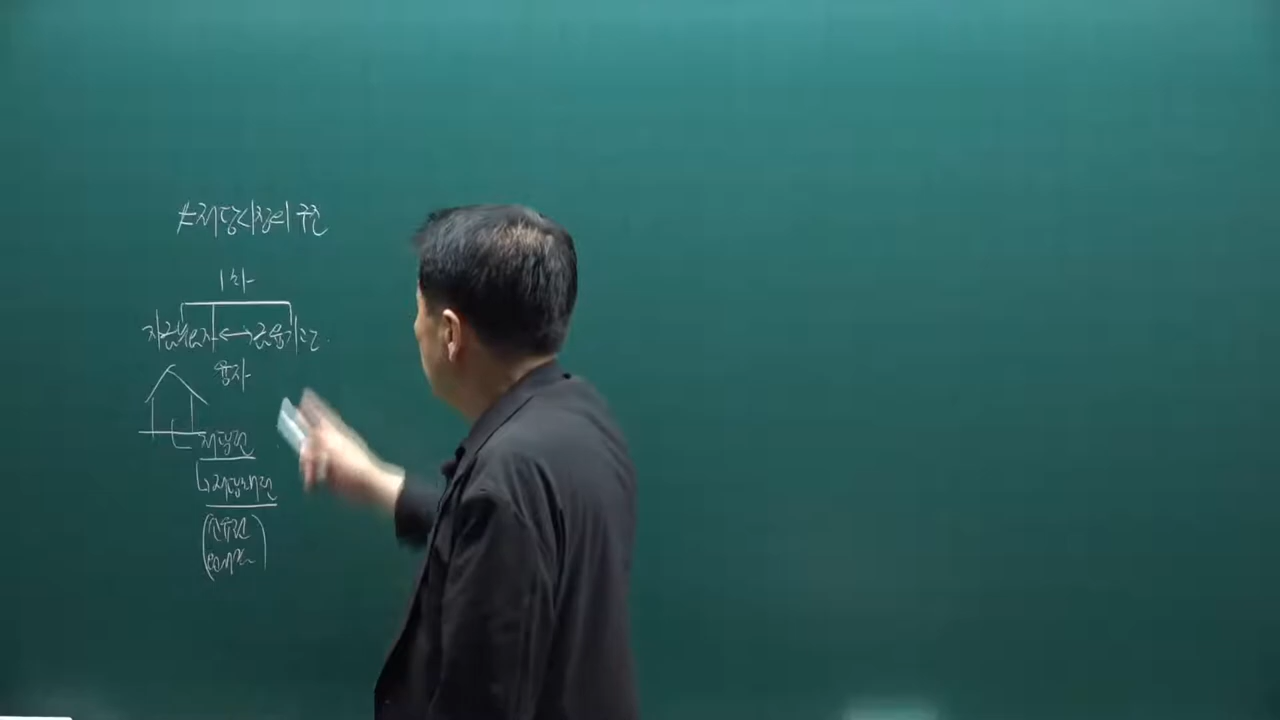 #저당시장의 구조
1차
자금수요자 ↔ 금융기관
융자
저당권
↳저당채권